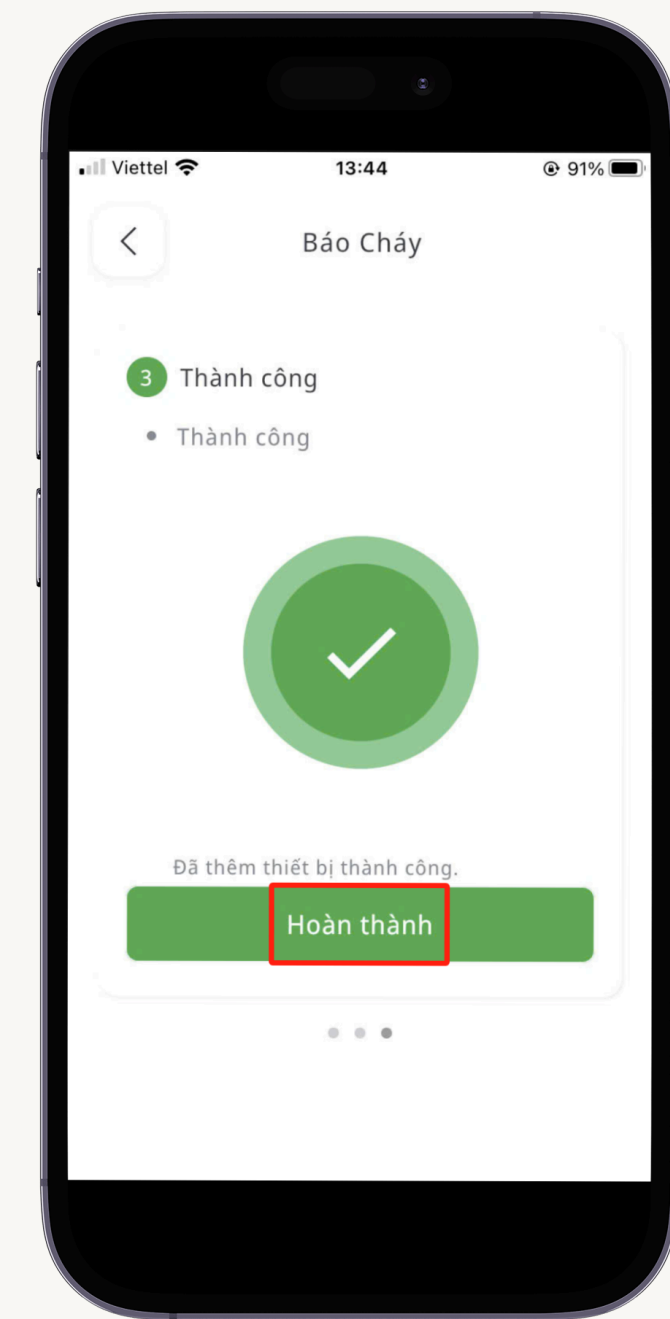 Viettel 13:44 91%
Báo Cháy
3 Thành công
• Thành công
Đã thêm thiết bị thành công.
Hoàn thành